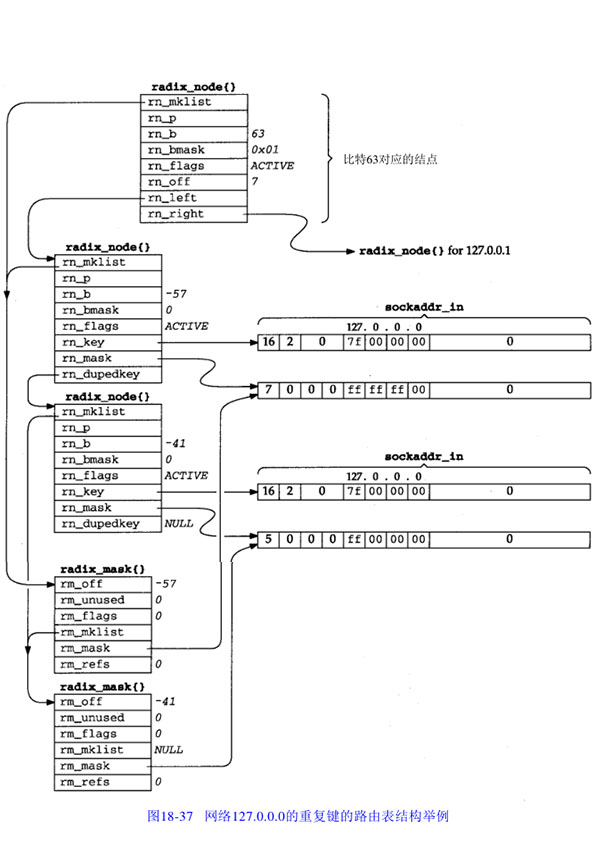 radix_node{}
rn_mklist
rn_p
rn_b 63
rn_bmask 0x01
rn_flags ACTIVE
rn_off 7
rn_left
rn_right
比特63对应的结点
radix_node{} for 127.0.0.1
radix_node{}
rn_mklist
rn_p
rn_b -57
rn_bmask 0
rn_flags ACTIVE
rn_key
rn_mask
rn_dupedkey
sockaddr_in
127. 0 . 0 . 0
16 2 0 7f 00 00 00 0
7 0 0 0 ff ff ff 00 0
radix_node{}
rn_mklist
rn_p
rn_b -41
rn_bmask 0
rn_flags ACTIVE
rn_key
rn_mask
rn_dupedkey NULL
sockaddr_in
127. 0 . 0 . 0
16 2 0 7f 00 00 00 0
5 0 0 0 ff 00 00 00 0
radix_mask{}
rm_off -57
rm_unused 0
rm_flags 0
rm_mklist
rm_mask
rm_refs 0
radix_mask{}
rm_off -41
rm_unused 0
rm_flags 0
rm_mklist NULL
rm_mask
rm_refs 0
图18-37 网络127.0.0.0的重复键的路由表结构举例